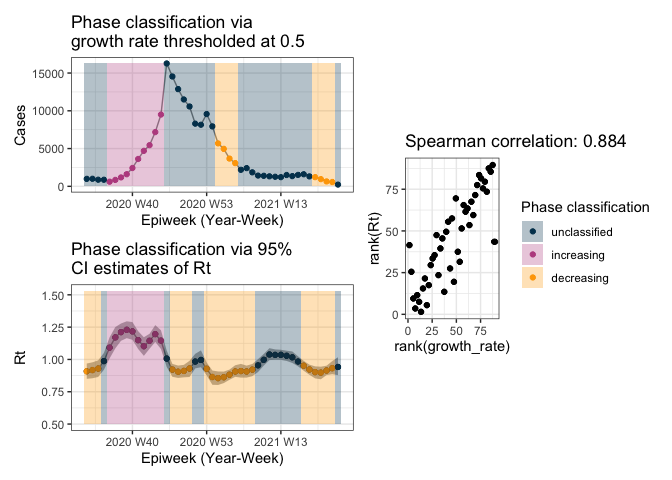 Phase classification via
growth rate thresholded at 0.5
15000
10000
5000
0
Cases
2020 W40
2020 W53
2021 W13
Epiweek (Year-Week)
Phase classification via 95%
CI estimates of Rt
1.50
1.25
1.00
0.75
0.50
Rt
2020 W40
2020 W53
2021 W13
Epiweek (Year-Week)
Spearman correlation: 0.884
75
50
25
0
rank(Rt)
0
25
50
75
rank(growth_rate)
Phase classification
unclassified
increasing
decreasing